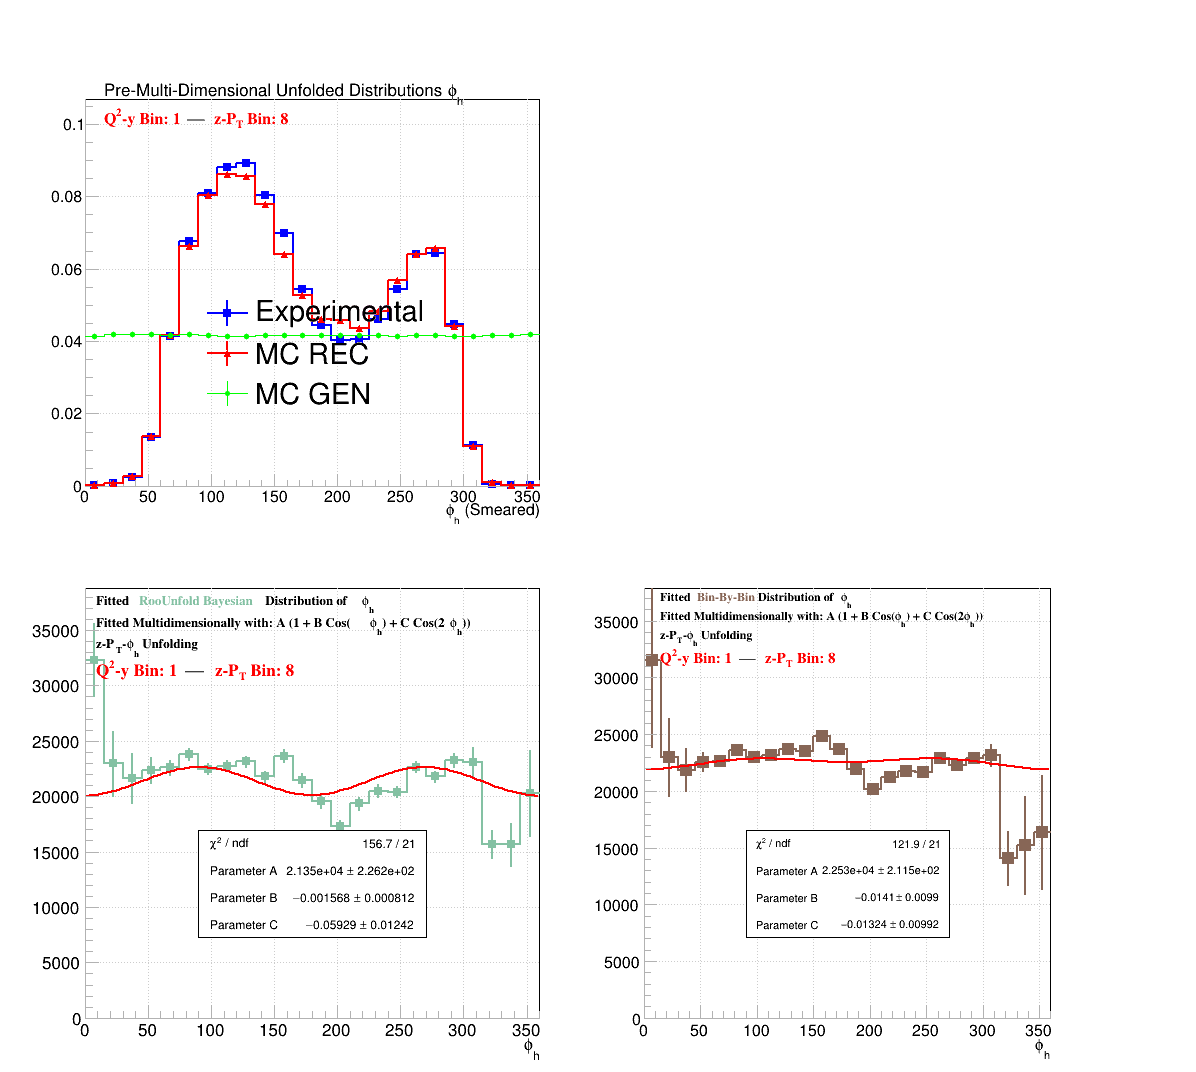 Pre-Multi-Dimensional Unfolded Distributions ϕh
Q2-y Bin: 1 — z-PT Bin: 8
0.1
0.08
0.06
0.04
0.02
0
Experimental
MC REC
MC GEN
0 50 100 150 200 250 300 350
ϕh (Smeared)
Fitted RooUnfold Bayesian Distribution of ϕh
Fitted Multidimensionally with: A (1 + B Cos( ϕh) + C Cos(2 ϕh))
z-PT-ϕh Unfolding
Q2-y Bin: 1 — z-PT Bin: 8
35000
30000
25000
20000
15000
10000
5000
0
χ2 / ndf 156.7 / 21
Parameter A 2.135e+04 ± 2.262e+02
Parameter B −0.001568 ± 0.000812
Parameter C −0.05929 ± 0.01242
0 50 100 150 200 250 300 350
ϕh
Fitted Bin-By-Bin Distribution of ϕh
Fitted Multidimensionally with: A (1 + B Cos(ϕh) + C Cos(2ϕh))
z-PT-ϕh Unfolding
Q2-y Bin: 1 — z-PT Bin: 8
35000
30000
25000
20000
15000
10000
5000
0
χ2 / ndf 121.9 / 21
Parameter A 2.253e+04 ± 2.115e+02
Parameter B −0.0141 ± 0.0099
Parameter C −0.01324 ± 0.00992
0 50 100 150 200 250 300 350
ϕh